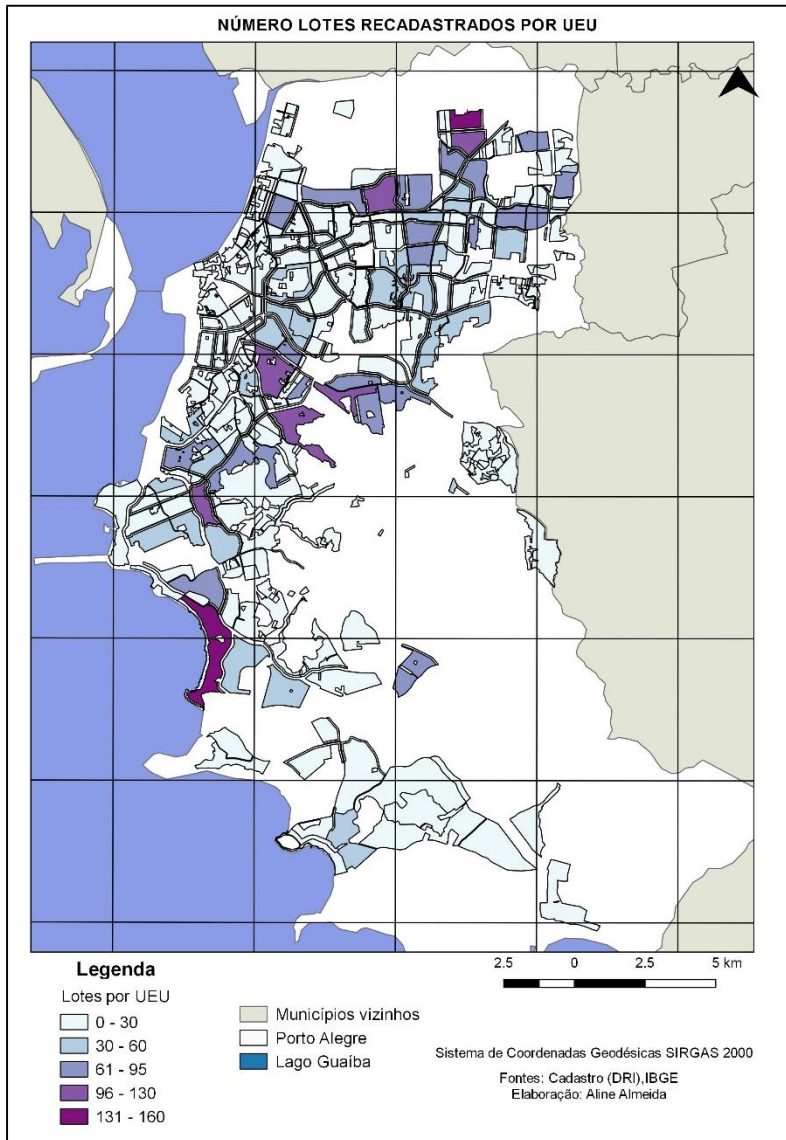 NÚMERO LOTES RECADASTRADOS POR UEU
Legenda
Lotes por UEU
0 - 30
30 - 60
61 - 95
96 - 130
131 - 160
Municípios vizinhos
Porto Alegre
Lago Guaíba
2.5 0 2.5 5 km
Sistema de Coordenadas Geodésicas SIRGAS 2000
Fontes: Cadastro (DRI),IBGE
Elaboração: Aline Almeida